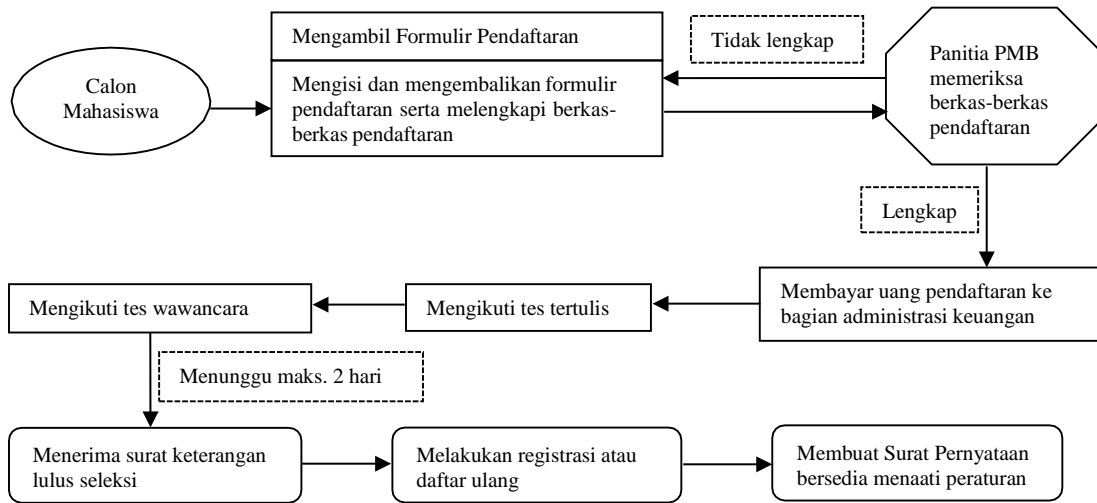 Calon
Mahasiswa
Mengambil Formulir Pendaftaran
Mengisi dan mengembalikan formulir
pendaftaran serta melengkapi berkas-
berkas pendaftaran
Tidak lengkap
Panitia PMB
memeriksa
berkas-berkas
pendaftaran
Lengkap
Membayar uang pendaftaran ke
bagian administrasi keuangan
Mengikuti tes tertulis
Mengikuti tes wawancara
Menunggu maks. 2 hari
Menerima surat keterangan
lulus seleksi
Melakukan registrasi atau
daftar ulang
Membuat Surat Pernyataan
bersedia menaati peraturan